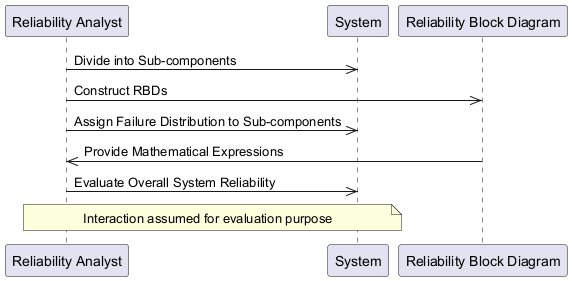 Reliability Analyst
System
Reliability Block Diagram
Divide into Sub-components
Construct RBDs
Assign Failure Distribution to Sub-components
Provide Mathematical Expressions
Evaluate Overall System Reliability
Interaction assumed for evaluation purpose
Reliability Analyst
System
Reliability Block Diagram